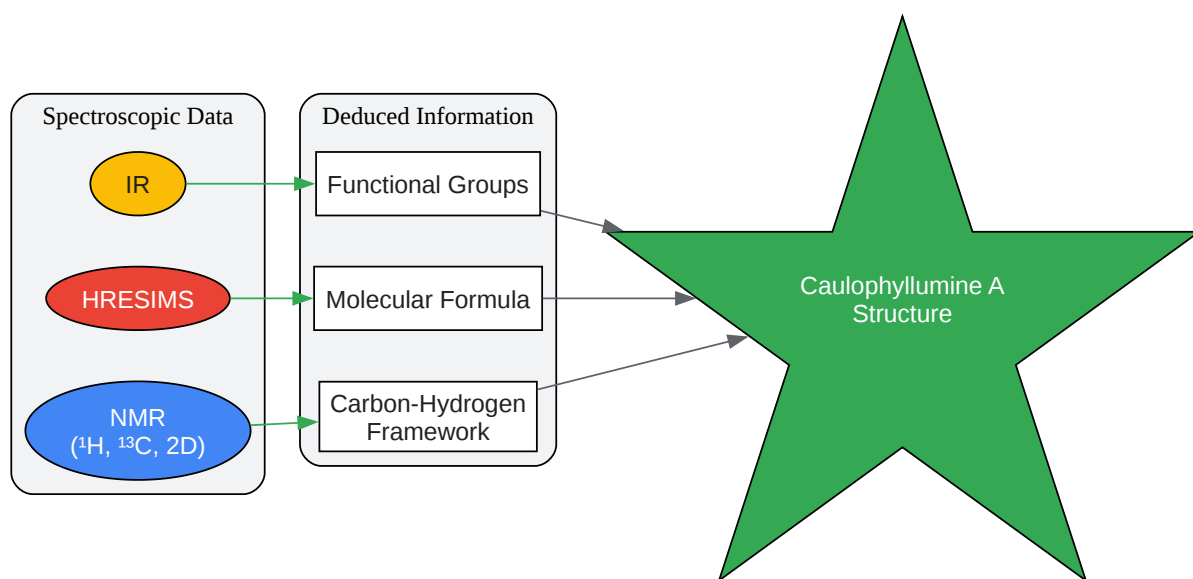 Spectroscopic Data
IR
HRESIMS
NMR
(¹H, ¹³C, 2D)
Deduced Information
Functional Groups
Molecular Formula
Carbon-Hydrogen
Framework
Caulophyllumine A
Structure